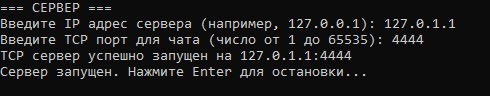 === СЕРВЕР ===
Введите IP адрес сервера (например, 127.0.0.1): 127.0.1.1
Введите TCP порт для чата (число от 1 до 65535): 4444
TCP сервер успешно запущен на 127.0.1.1:4444
Сервер запущен. Нажмите Enter для остановки...